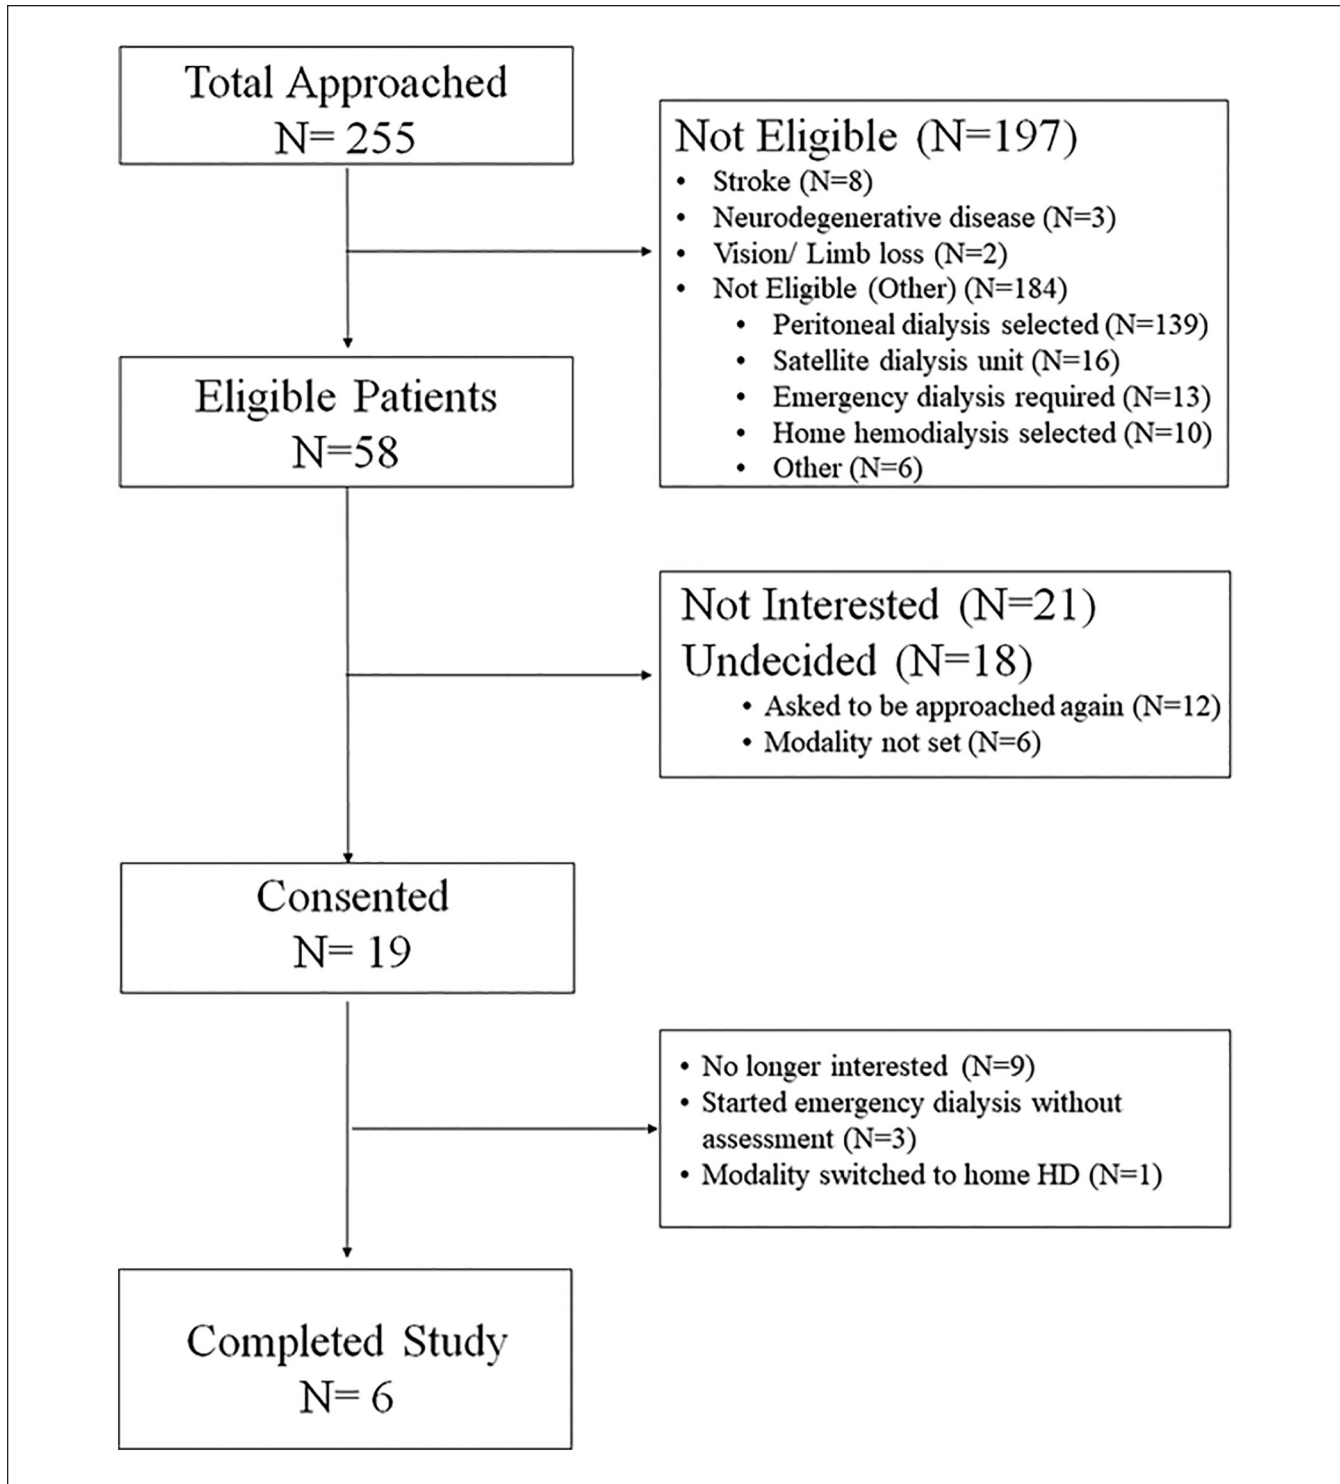 Total Approached
N= 255
Not Eligible (N=197)
• Stroke (N=8)
• Neurodegenerative disease (N=3)
• Vision/ Limb loss (N=2)
• Not Eligible (Other) (N=184)
• Peritoneal dialysis selected (N=139)
• Satellite dialysis unit (N=16)
• Emergency dialysis required (N=13)
• Home hemodialysis selected (N=10)
• Other (N=6)
Eligible Patients
N=58
Not Interested (N=21)
Undecided (N=18)
• Asked to be approached again (N=12)
• Modality not set (N=6)
Consented
N= 19
• No longer interested (N=9)
• Started emergency dialysis without
assessment (N=3)
• Modality switched to home HD (N=1)
Completed Study
N= 6